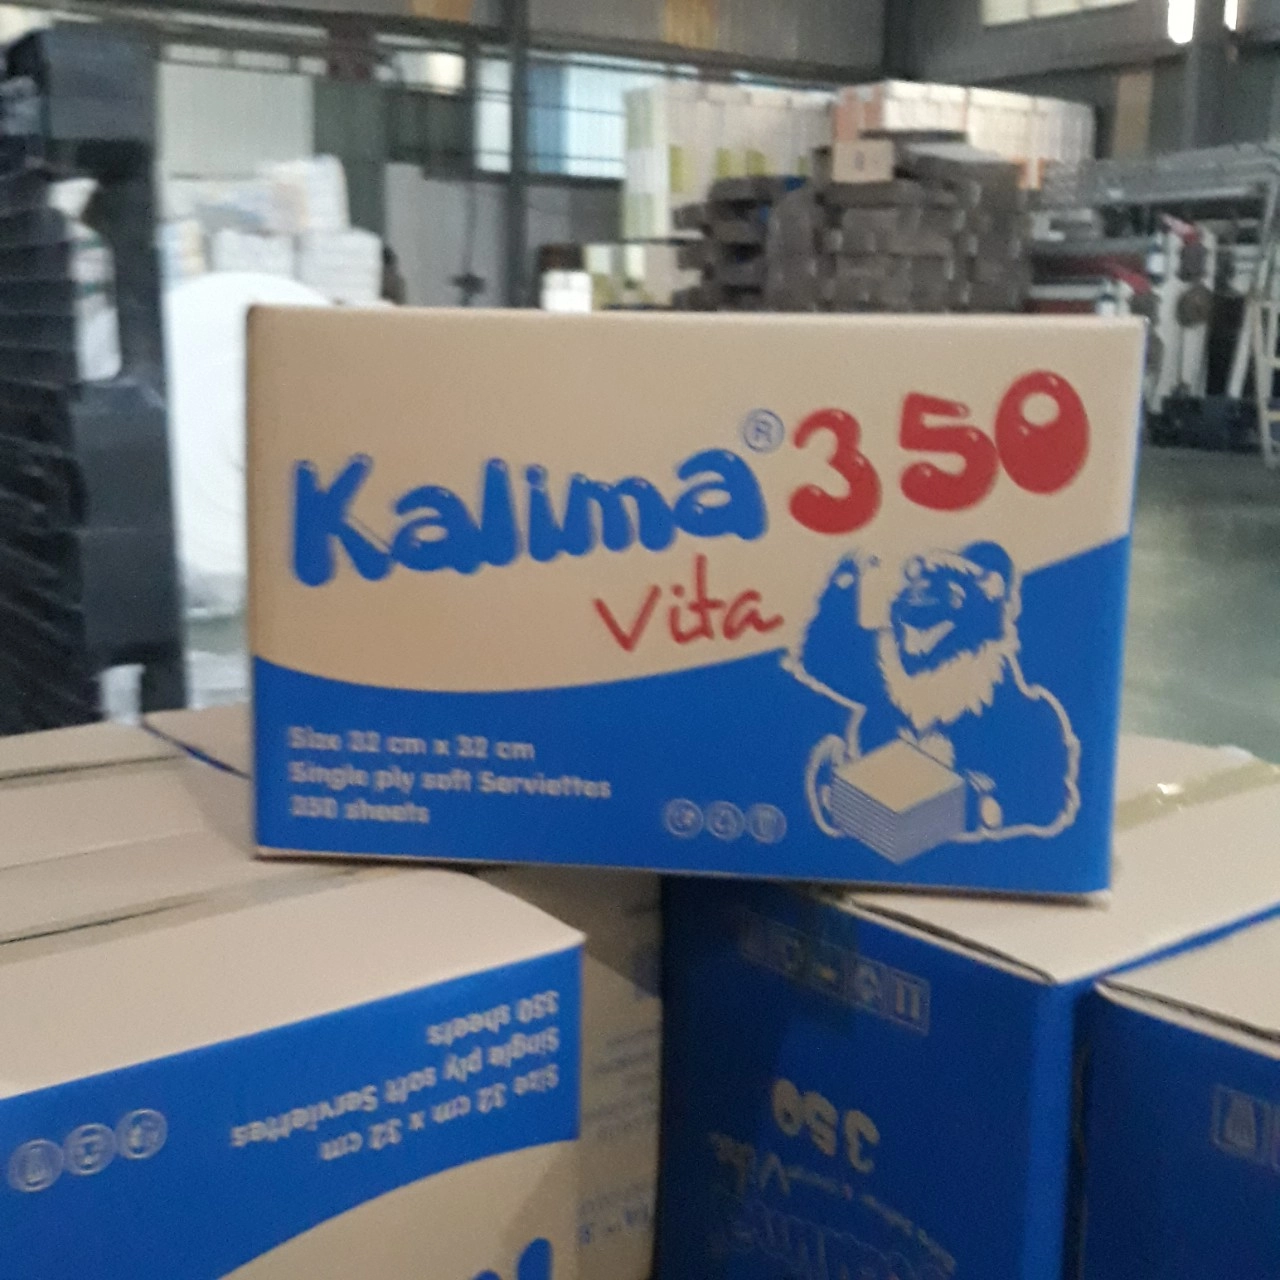 Kalima® 350
Vita
Size 32 cm x 32 cm
Single ply soft Serviettes
350 sheets
Size 32 cm x 32 cm
Single ply soft Serviettes
350 sheets
350